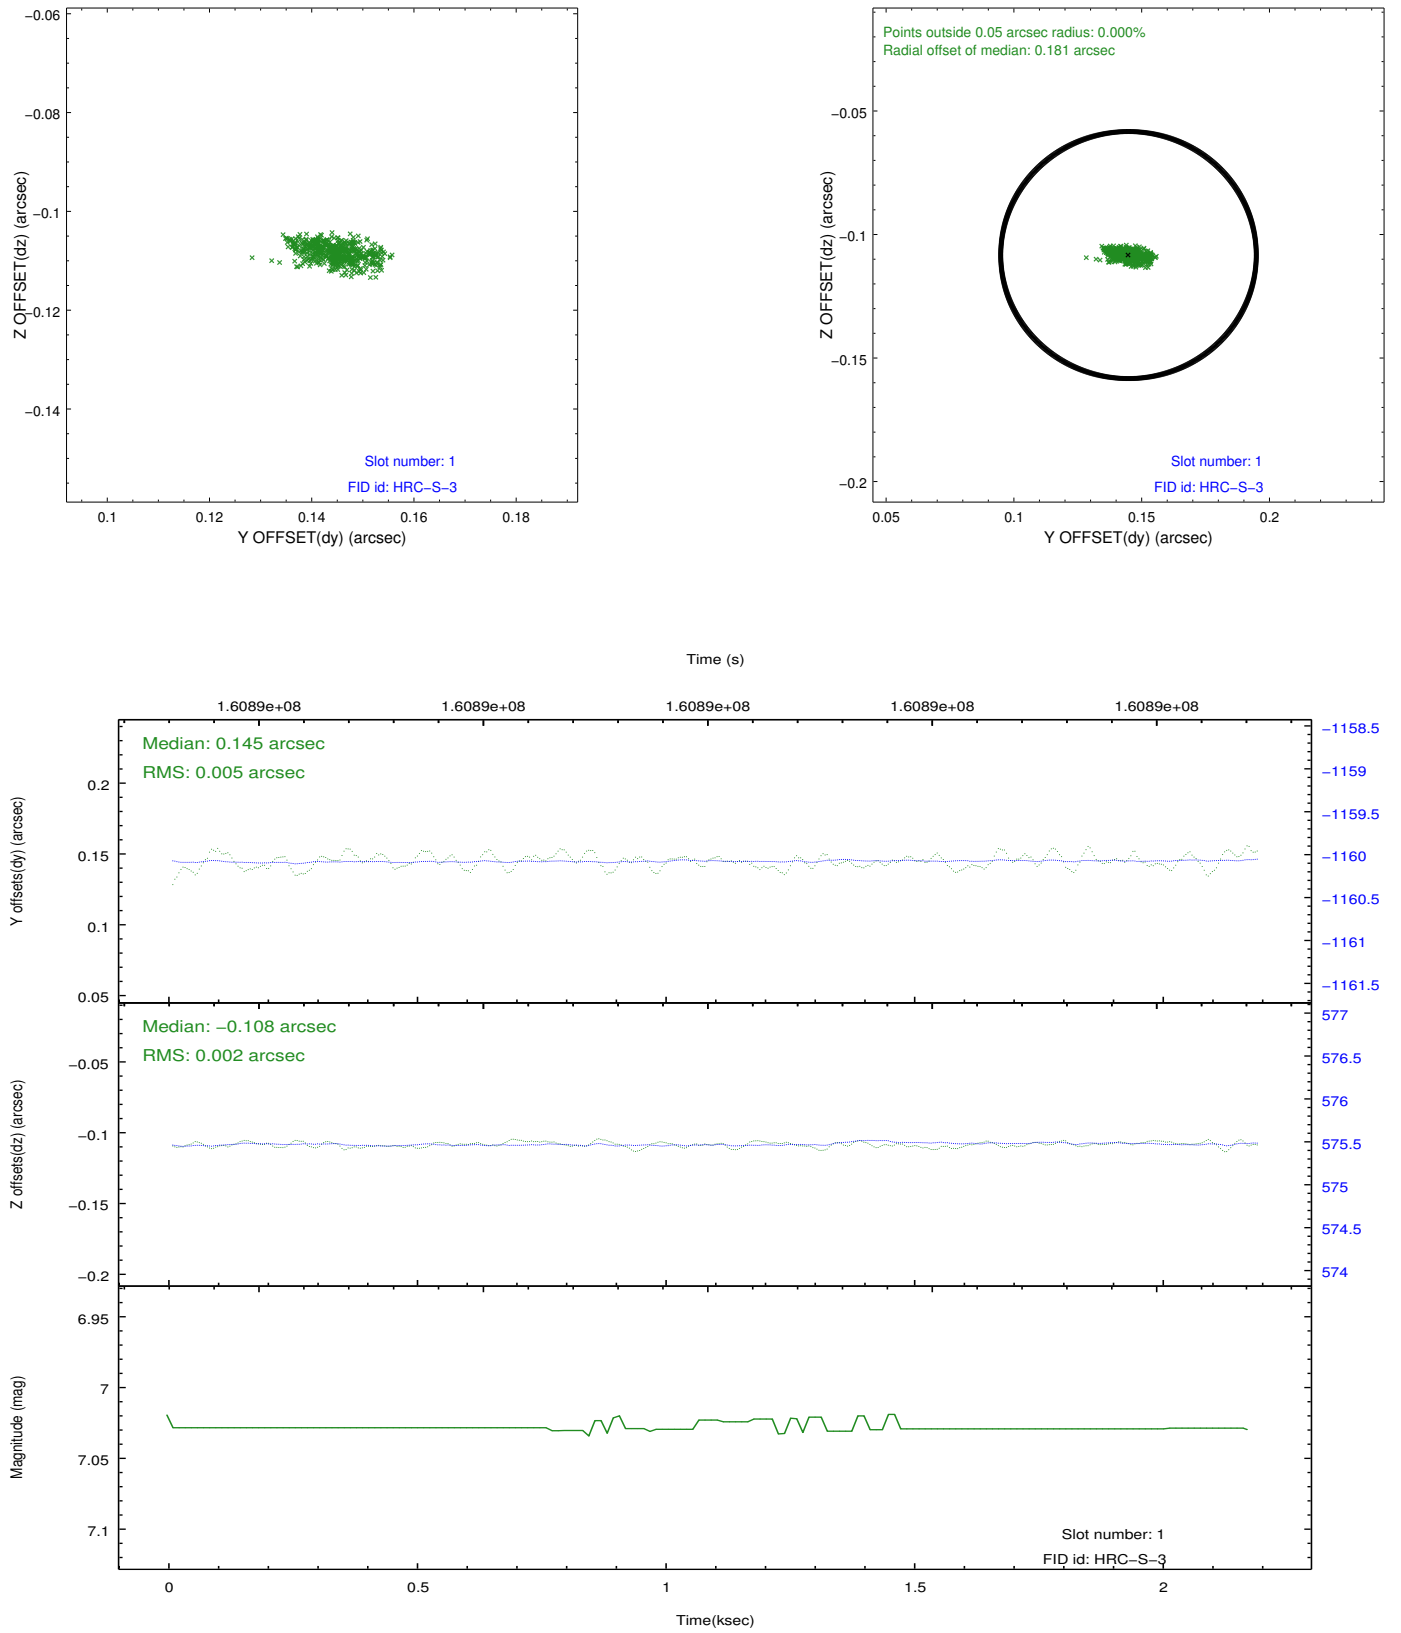 −0.06
−0.08
−0.1
−0.12
−0.14
Z OFFSET(dz) (arcsec)
Slot number: 1
FID id: HRC−S−3
0.1 0.12 0.14 0.16 0.18
Y OFFSET(dy) (arcsec)
Points outside 0.05 arcsec radius: 0.000%
Radial offset of median: 0.181 arcsec
−0.05
−0.1
−0.15
−0.2
Z OFFSET(dz) (arcsec)
Slot number: 1
FID id: HRC−S−3
0.05 0.1 0.15 0.2
Y OFFSET(dy) (arcsec)
Time (s)
1.6089e+08 1.6089e+08 1.6089e+08 1.6089e+08 1.6089e+08
Median: 0.145 arcsec
RMS: 0.005 arcsec
0.2
0.15
0.1
0.05
Y offsets(dy) (arcsec)
−1158.5
−1159
−1159.5
−1160
−1160.5
−1161
−1161.5
Median: −0.108 arcsec
RMS: 0.002 arcsec
−0.05
−0.1
−0.15
−0.2
Z offsets(dz) (arcsec)
577
576.5
576
575.5
575
574.5
574
6.95
7
7.05
7.1
Magnitude (mag)
Slot number: 1
FID id: HRC−S−3
0 0.5 1 1.5 2
Time(ksec)